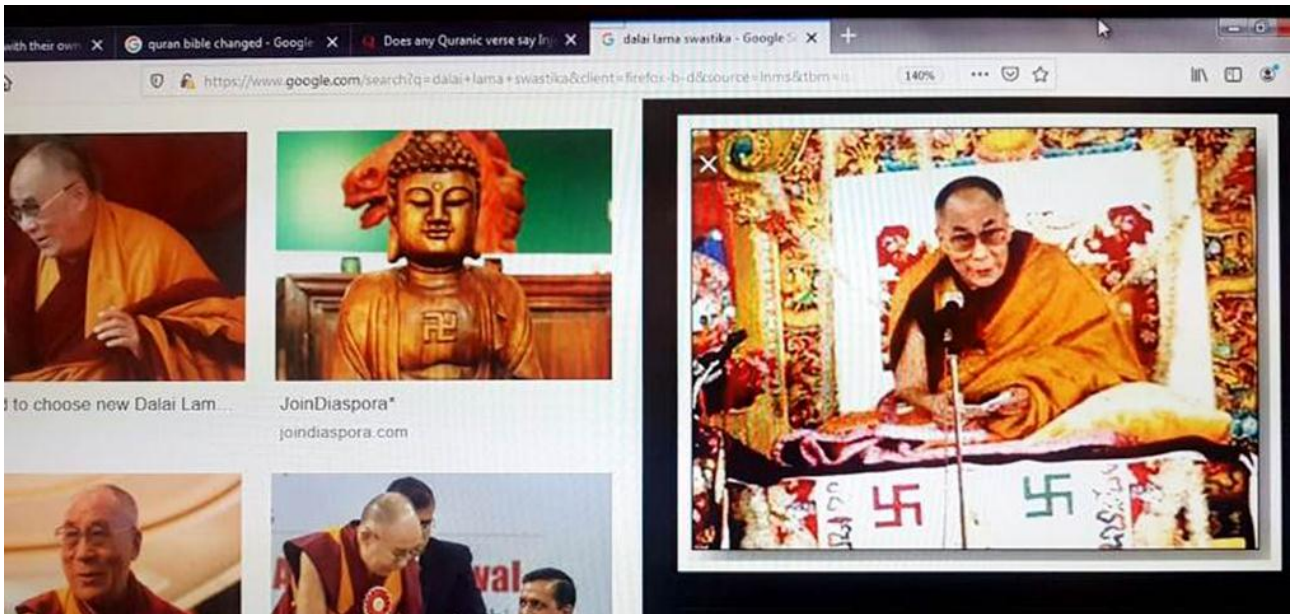 with their own
quran bible changed - Google
Does any Quranic verse say Inj
dalai lama swastika - Google S
https://www.google.com/search?q=dalai+lama+swastika&client=firefox-b-d&source=lnms&tbm=is
140%
to choose new Dalai Lam...
JoinDiaspora*
joindiaspora.com
A
val